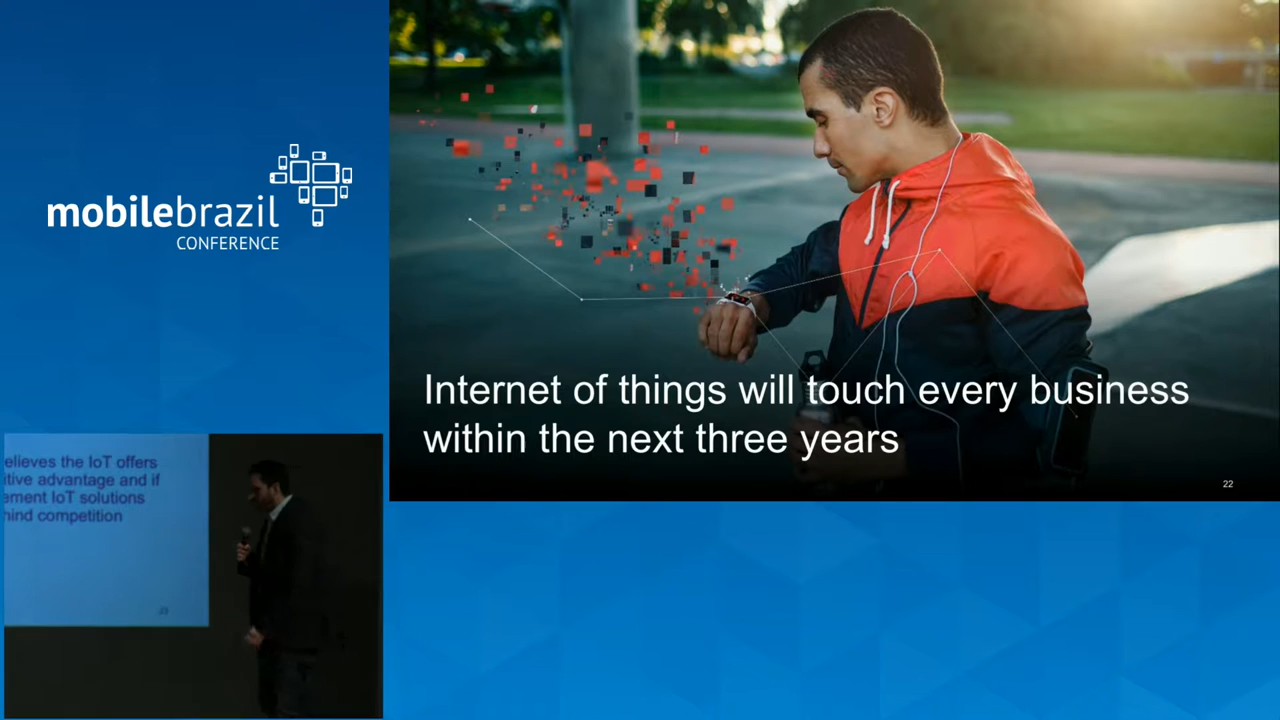 mobilebrazil
CONFERENCE
Internet of things will touch every business
within the next three years
22
elieves the IoT offers
itive advantage and if
ement IoT solutions
hind competition
23